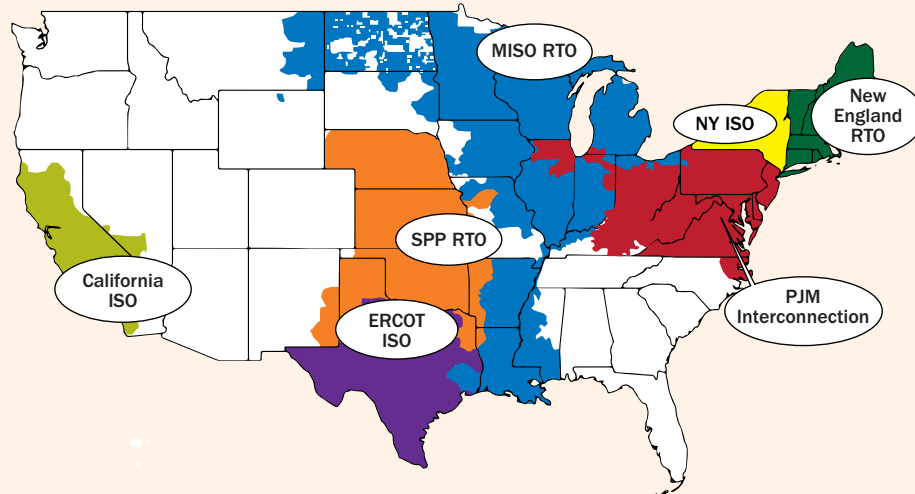 MISO RTO
NY ISO
New
England
RTO
SPP RTO
California
ISO
ERCOT
ISO
PJM
Interconnection